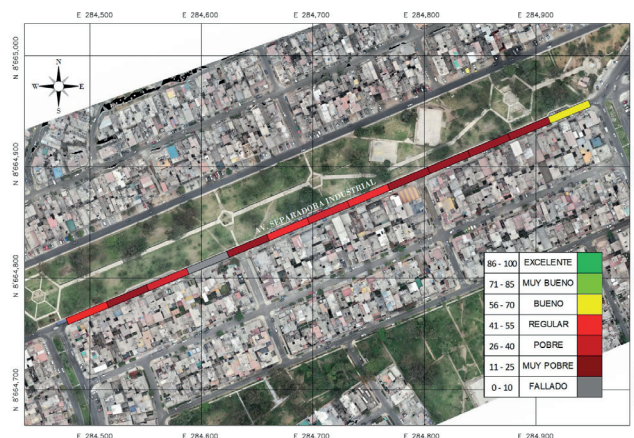 E 284,500 E 284,600 E 284,700 E 284,800 E 284,900
N 8'665,000
N 8'664,900
N 8'664,800
N 8'664,700
N
W E
S
AV. SEPARADORA INDUSTRIAL
86 - 100 EXCELENTE
71 - 85 MUY BUENO
56 - 70 BUENO
41 - 55 REGULAR
26 - 40 POBRE
11 - 25 MUY POBRE
0 - 10 FALLADO
E 284,500 E 284,600 E 284,700 E 284,800 E 284,900